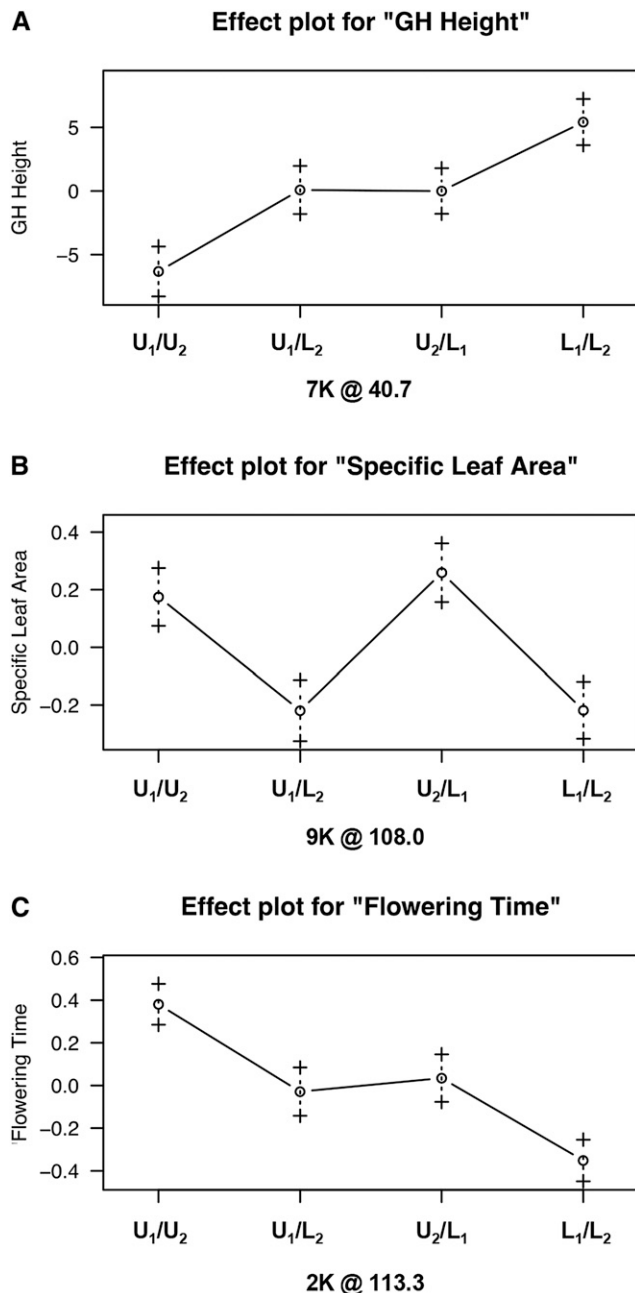 A Effect plot for "GH Height"
GH Height
5
0
−5
U₁/U₂ U₁/L₂ U₂/L₁ L₁/L₂
7K @ 40.7
B Effect plot for "Specific Leaf Area"
Specific Leaf Area
0.4
0.2
0.0
−0.2
U₁/U₂ U₁/L₂ U₂/L₁ L₁/L₂
9K @ 108.0
C Effect plot for "Flowering Time"
'Flowering Time
0.6
0.4
0.2
0.0
−0.2
−0.4
U₁/U₂ U₁/L₂ U₂/L₁ L₁/L₂
2K @ 113.3